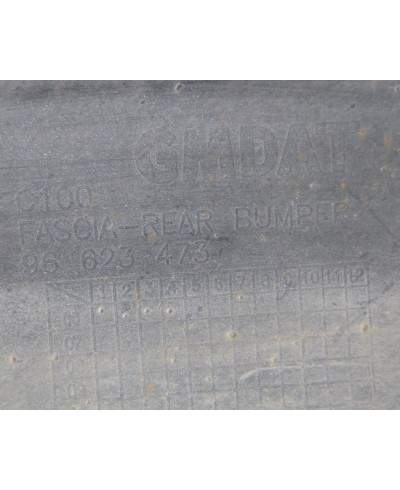 GMDAT
C100
FASCIA-REAR BUMPER
96 623 473
1 2 3 4 5 6 7 8 9 10 11 12